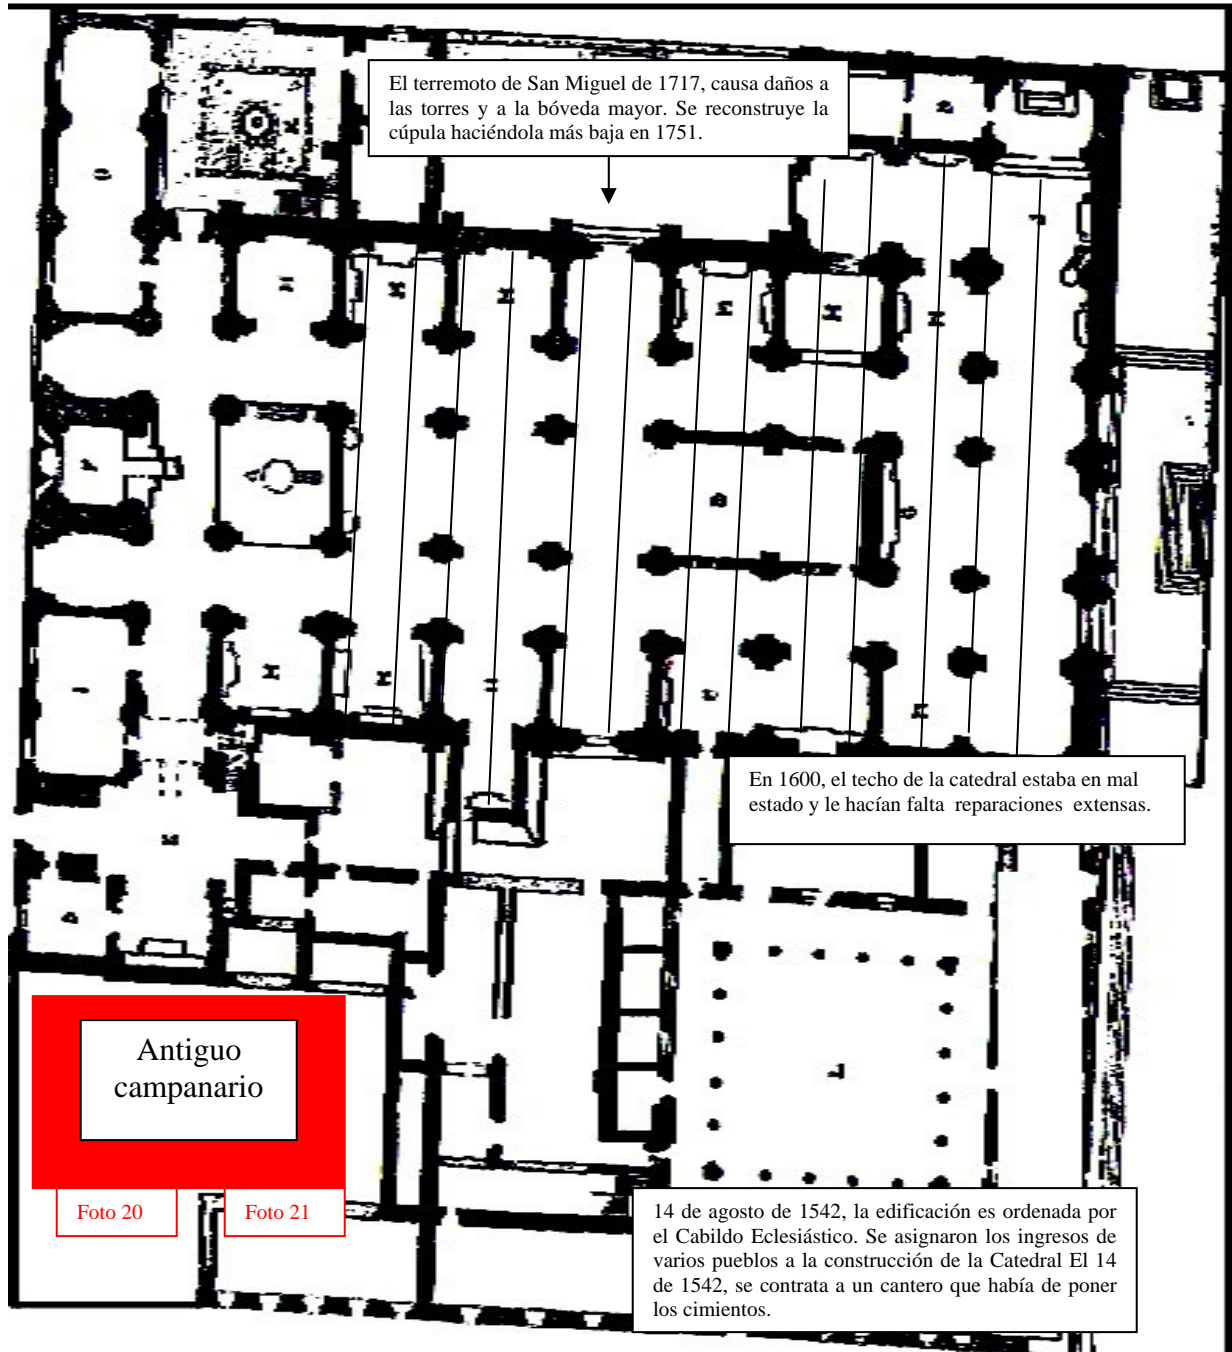 El terremoto de San Miguel de 1717, causa daños a
las torres y a la bóveda mayor. Se reconstruye la
cúpula haciéndola más baja en 1751.
En 1600, el techo de la catedral estaba en mal
estado y le hacían falta reparaciones extensas.
Antiguo
campanario
Foto 20
Foto 21
14 de agosto de 1542, la edificación es ordenada por
el Cabildo Eclesiástico. Se asignaron los ingresos de
varios pueblos a la construcción de la Catedral El 14
de 1542, se contrata a un cantero que había de poner
los cimientos.